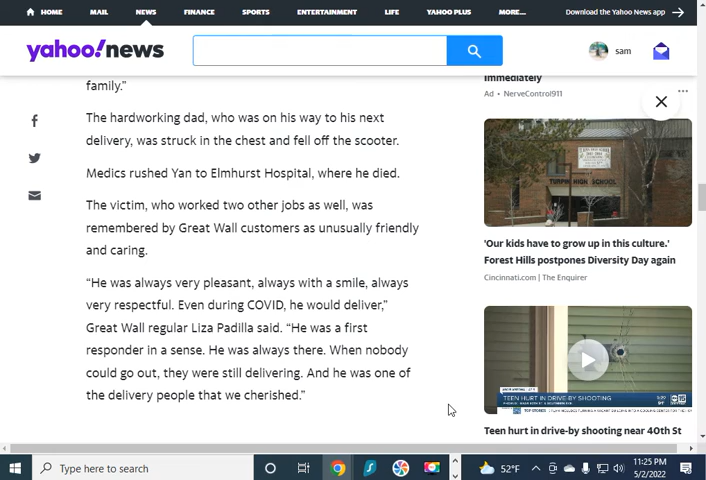 HOME MAIL NEWS FINANCE SPORTS ENTERTAINMENT LIFE YAHOO PLUS MORE... Download the Yahoo News app
yahoo!news
sam
family.”
The hardworking dad, who was on his way to his next
delivery, was struck in the chest and fell off the scooter.
Medics rushed Yan to Elmhurst Hospital, where he died.
The victim, who worked two other jobs as well, was
remembered by Great Wall customers as unusually friendly
and caring.
“He was always very pleasant, always with a smile, always
very respectful. Even during COVID, he would deliver,”
Great Wall regular Liza Padilla said. “He was a first
responder in a sense. He was always there. When nobody
could go out, they were still delivering. And he was one of
the delivery people that we cherished.”
Immediately
Ad • NerveControl911
TURPIN HIGH SCHOOL
'Our kids have to grow up in this culture.'
Forest Hills postpones Diversity Day again
Cincinnati.com | The Enquirer
TEEN HURT IN DRIVE-BY SHOOTING
TOP STORIES
Teen hurt in drive-by shooting near 40th St
Type here to search
52°F
11:25 PM
5/2/2022